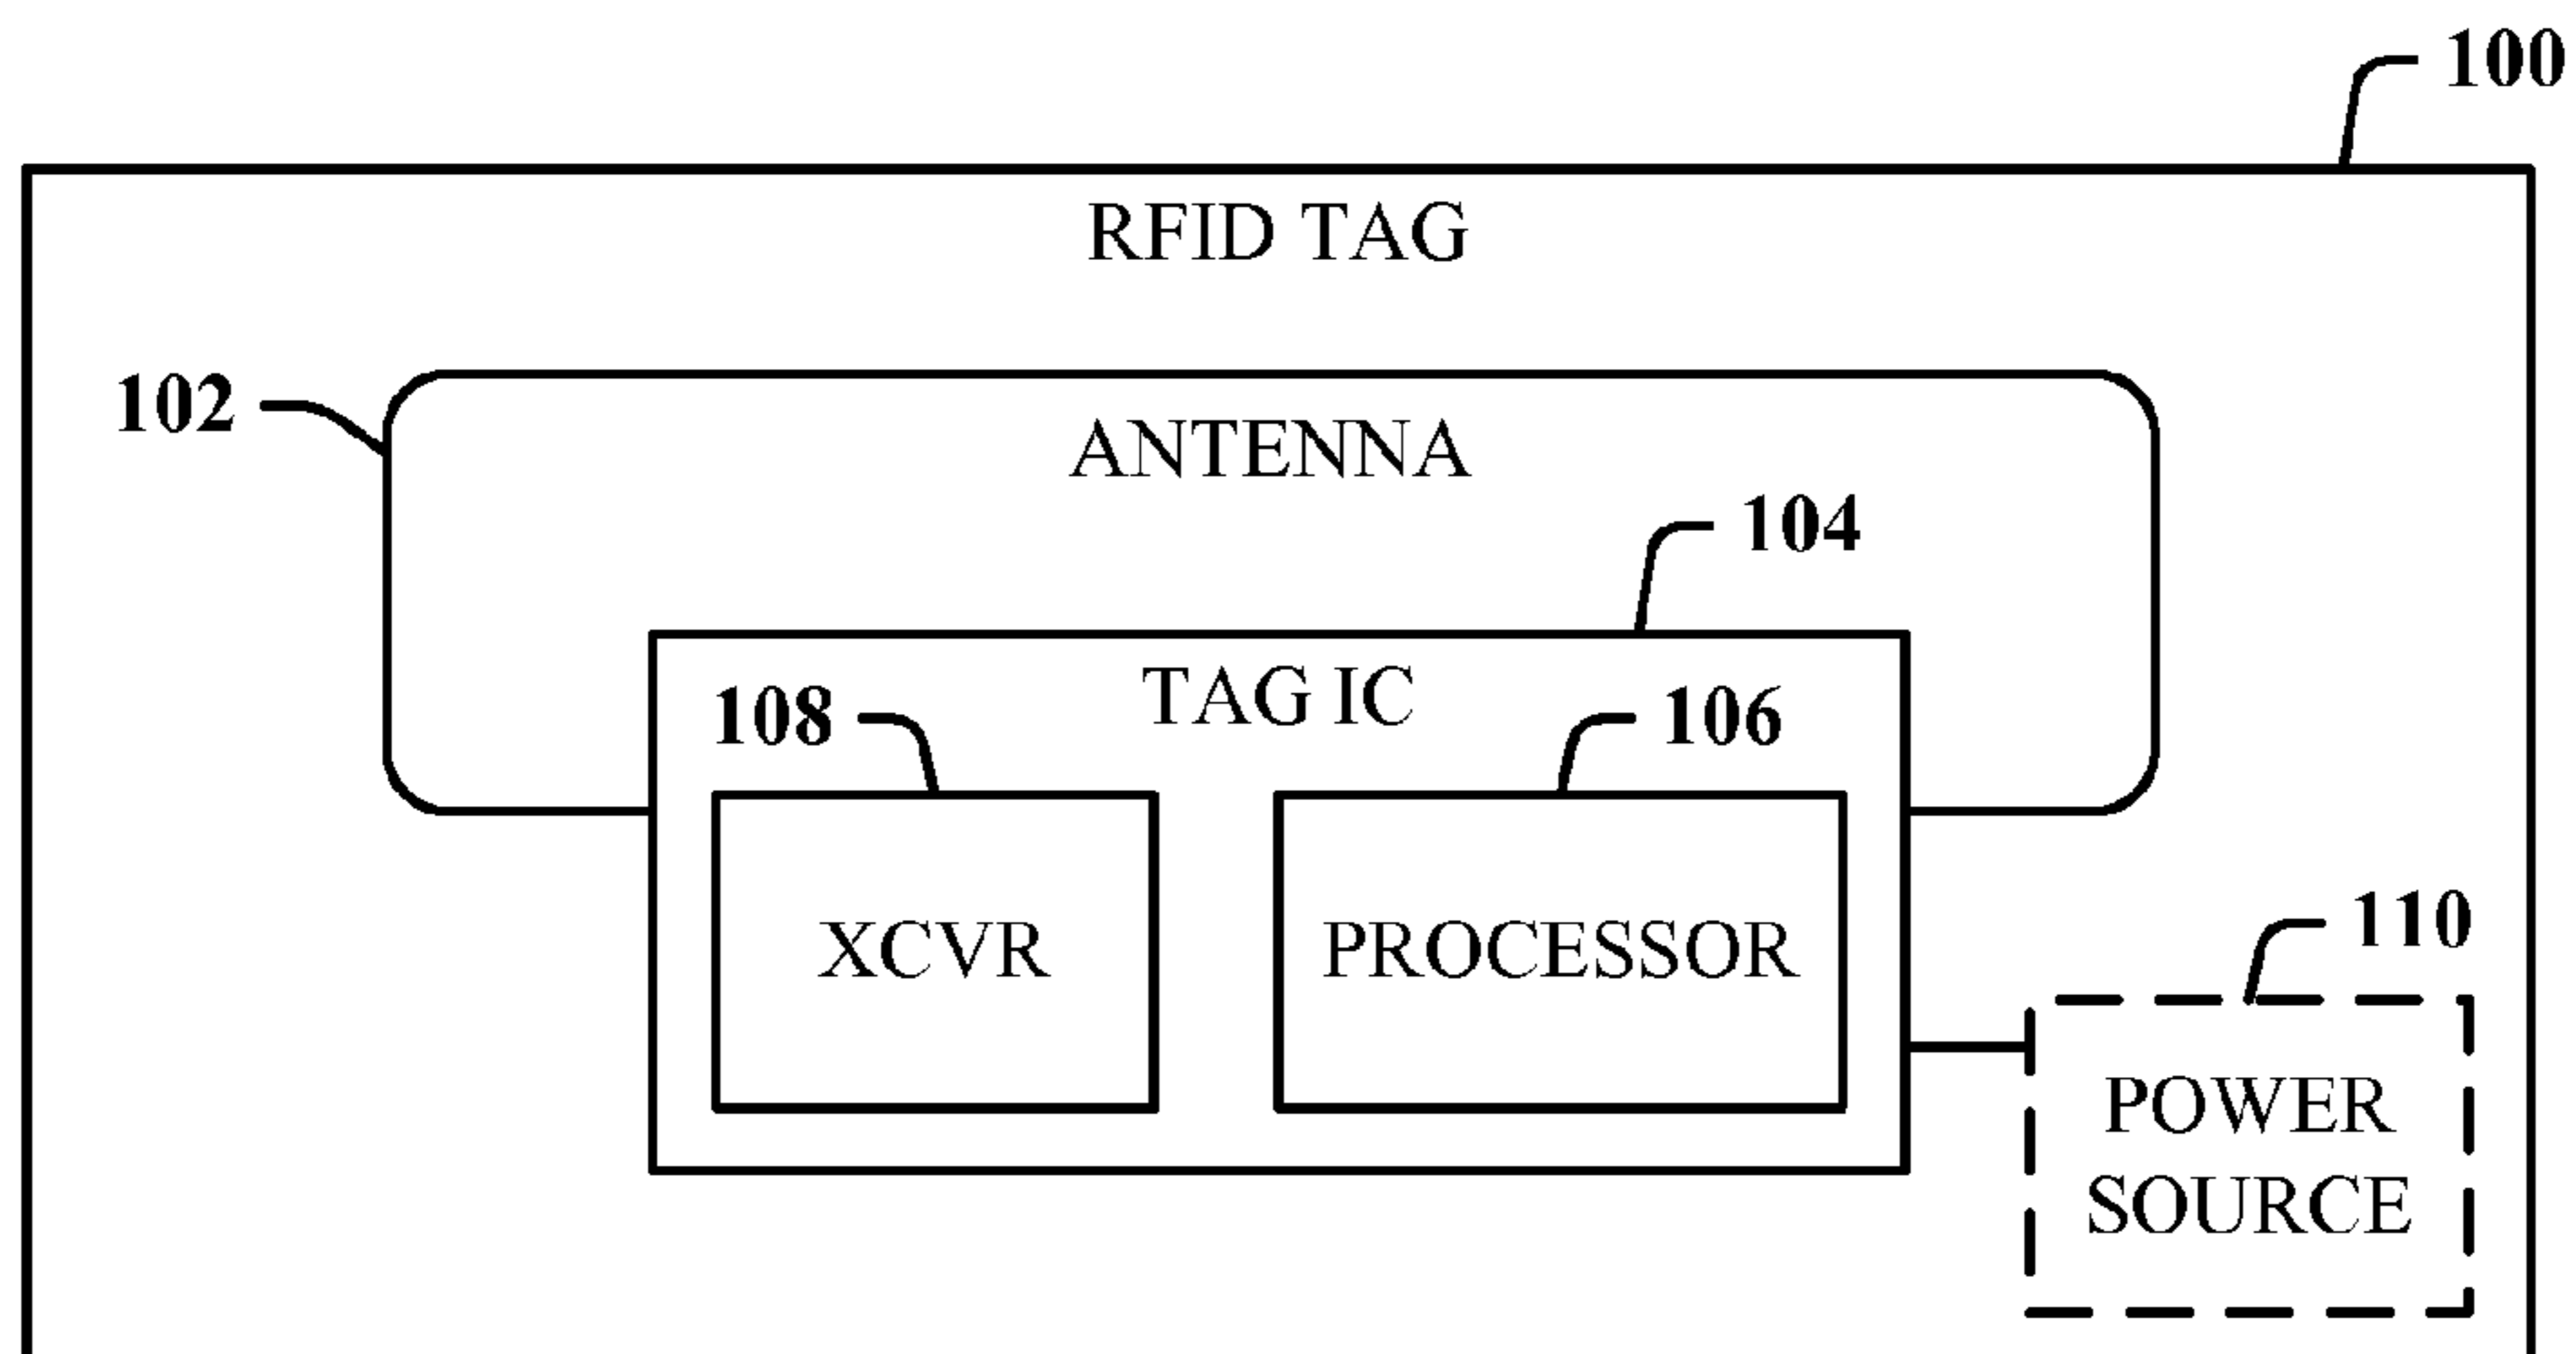 100
RFID TAG
102
ANTENNA
104
TAG IC
108
106
XCVR
PROCESSOR
110
POWER
SOURCE